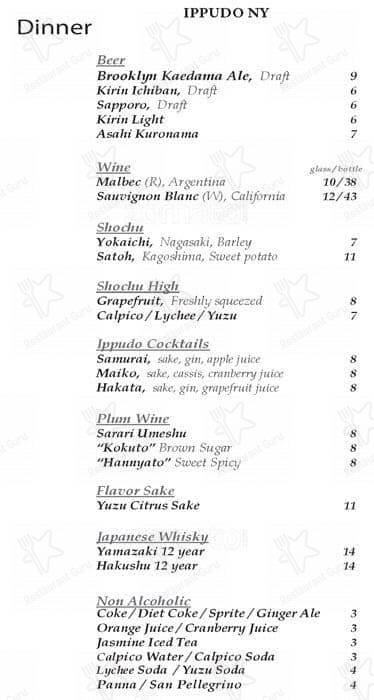 IPPUDO NY
Dinner
Beer
Brooklyn Kaedama Ale, Draft 9
Kirin Ichiban, Draft 6
Sapporo, Draft 6
Kirin Light 6
Asahi Kuronama 7
Wine glass/bottle
Malbec (R), Argentina 10/38
Sauvignon Blanc (W), California 12/43
Shochu
Yokaichi, Nagasaki, Barley 7
Satoh, Kagoshima, Sweet potato 11
Shochu High
Grapefruit, Freshly squeezed 8
Calpico / Lychee / Yuzu 7
Ippudo Cocktails
Samurai, sake, gin, apple juice 8
Maiko, sake, cassis, cranberry juice 8
Hakata, sake, gin, grapefruit juice 8
Plum Wine
Sarari Umeshu 8
“Kokuto” Brown Sugar 8
“Hannyato” Sweet Spicy 8
Flavor Sake
Yuzu Citrus Sake 11
Japanese Whisky
Yamazaki 12 year 14
Hakushu 12 year 14
Non Alcoholic
Coke / Diet Coke / Sprite / Ginger Ale 3
Orange Juice / Cranberry Juice 3
Jasmine Iced Tea 3
Calpico Water / Calpico Soda 3
Lychee Soda / Yuzu Soda 4
Panna / San Pellegrino 4